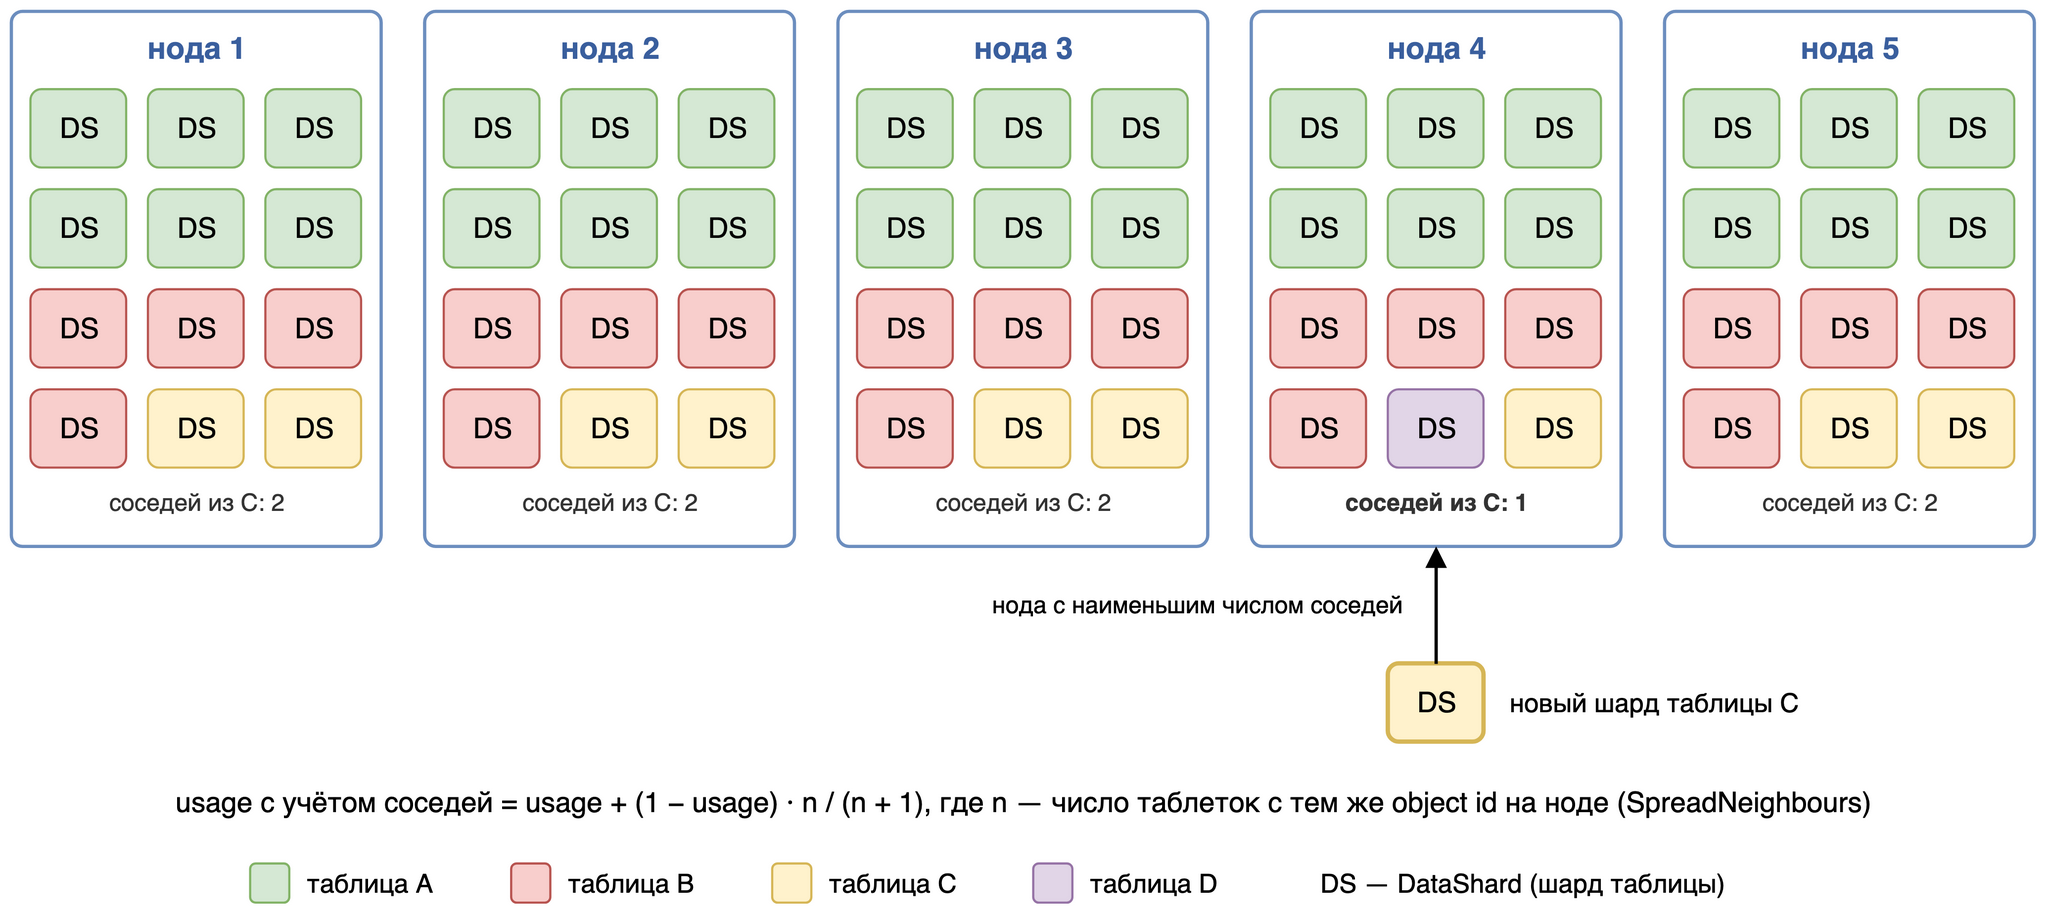 нода 1
нода 2
нода 3
нода 4
нода 5
DS DS DS DS DS DS DS DS DS DS DS DS DS DS DS
DS DS DS DS DS DS DS DS DS DS DS DS DS DS DS
DS DS DS DS DS DS DS DS DS DS DS DS DS DS DS
DS DS DS DS DS DS DS DS DS DS DS DS DS DS DS
соседей из C: 2
соседей из C: 2
соседей из C: 2
соседей из C: 1
соседей из C: 2
нода с наименьшим числом соседей
DS
новый шард таблицы C
usage с учётом соседей = usage + (1 − usage) · n / (n + 1), где n — число таблеток с тем же object id на ноде (SpreadNeighbours)
таблица A
таблица B
таблица C
таблица D
DS — DataShard (шард таблицы)